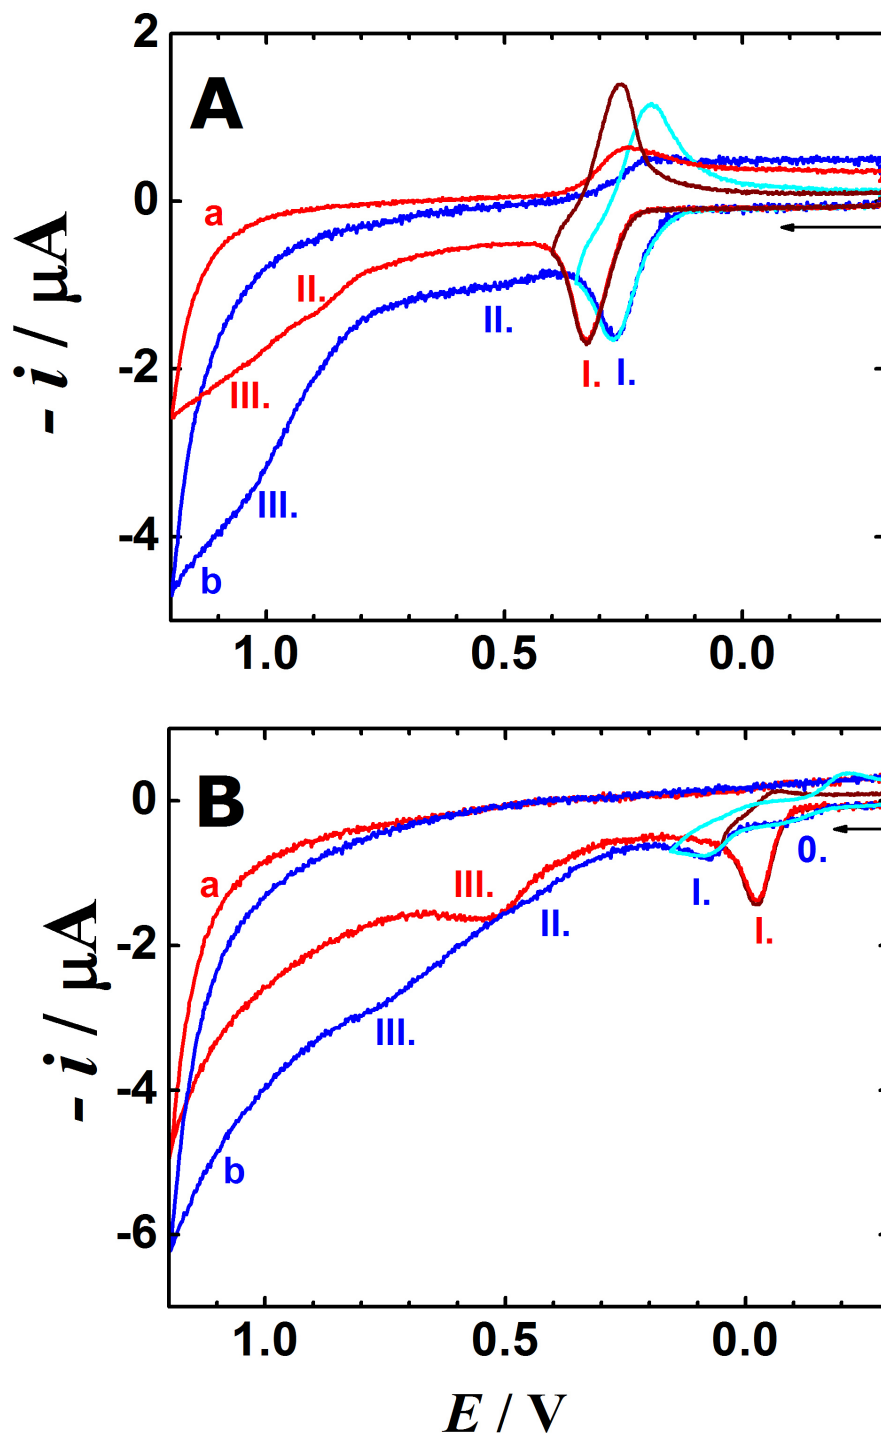 2
A
0
a
- i / μA
II.
II.
-2
III.
I. I.
III.
-4
b
1.0 0.5 0.0
0
B
0.
a
III.
I.
II.
I.
- i / μA
-2
III.
-4
b
-6
1.0 0.5 0.0
E / V